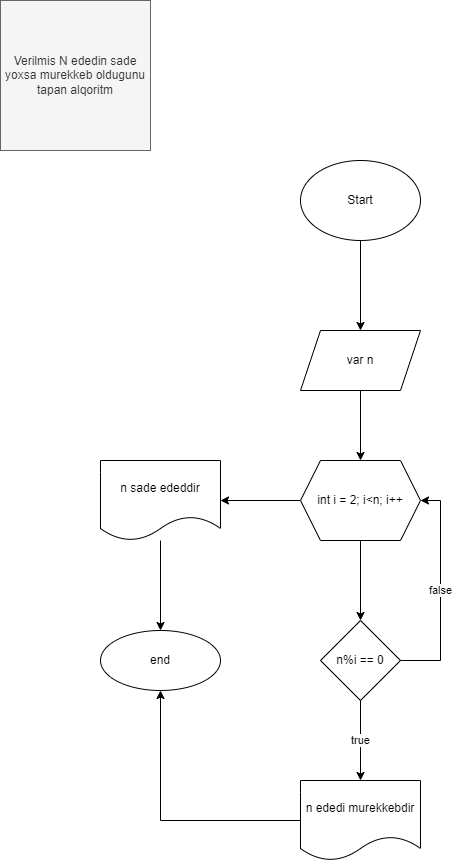 Verilmis N ededin sade
yoxsa murekkeb oldugunu
tapan alqoritm
Start
var n
n sade ededdir
int i = 2; i<n; i++
false
end
n%i == 0
true
n ededi murekkebdir